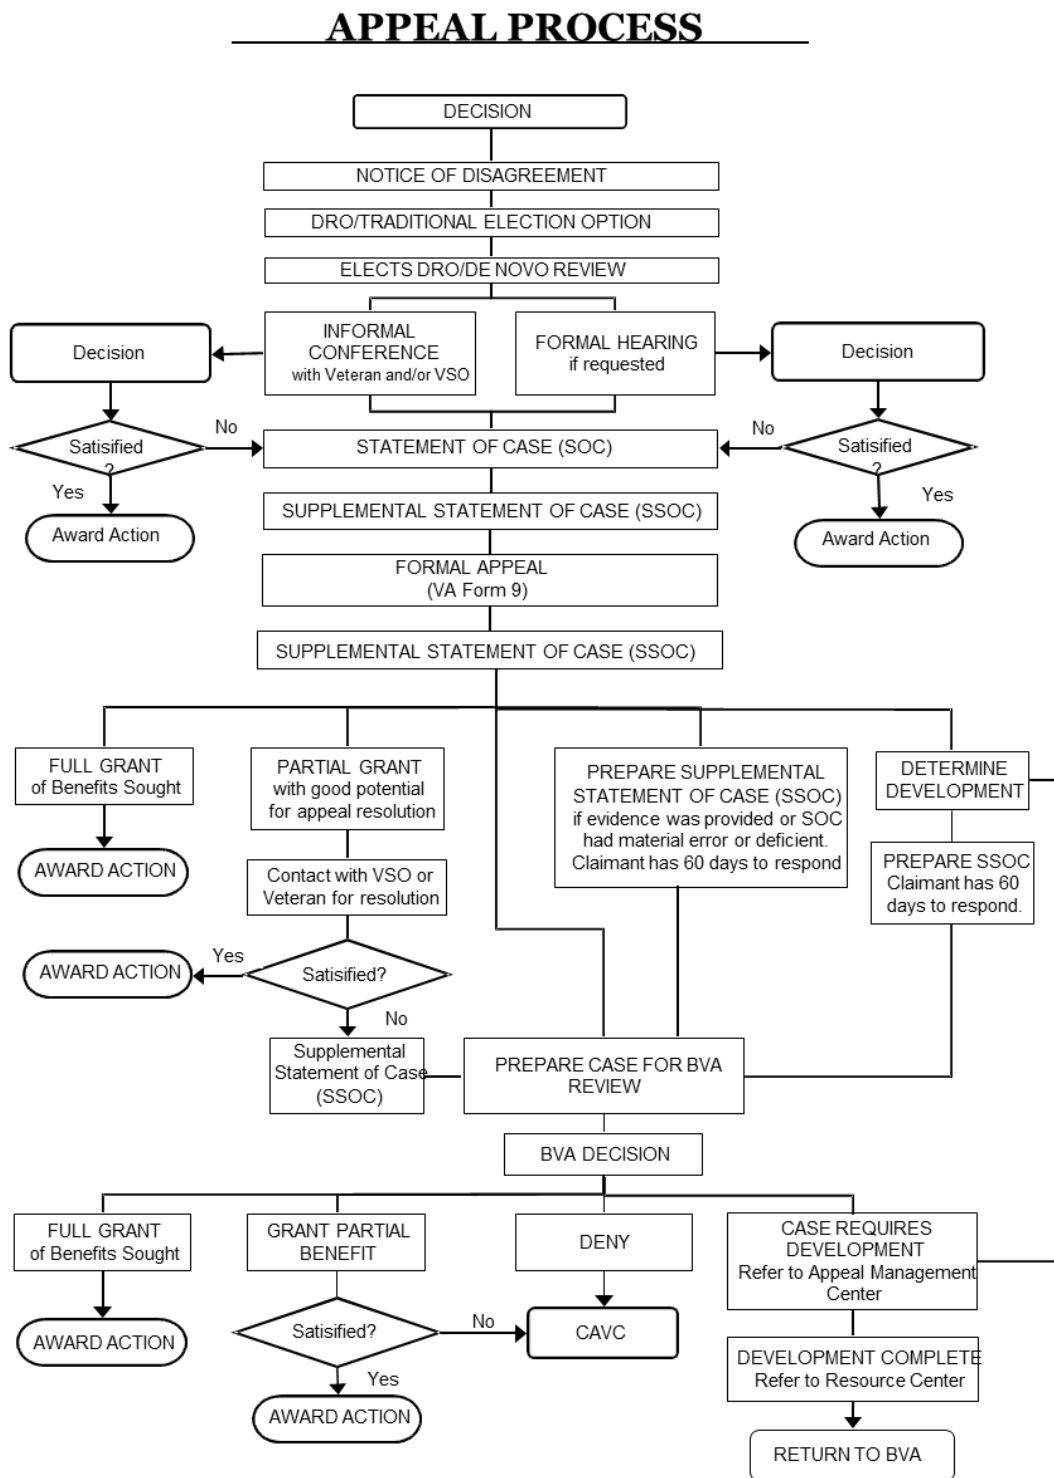 APPEAL PROCESS
DECISION
NOTICE OF DISAGREEMENT
DRO/TRADITIONAL ELECTION OPTION
ELECTS DRO/DE NOVO REVIEW
Decision
INFORMAL
CONFERENCE
with Veteran and/or VSO
FORMAL HEARING
if requested
Decision
Satisified
?
No
STATEMENT OF CASE (SOC)
No
Satisified
?
Yes
Award Action
SUPPLEMENTAL STATEMENT OF CASE (SSOC)
Yes
Award Action
FORMAL APPEAL
(VA Form 9)
SUPPLEMENTAL STATEMENT OF CASE (SSOC)
FULL GRANT
of Benefits Sought
AWARD ACTION
PARTIAL GRANT
with good potential
for appeal resolution
Contact with VSO or
Veteran for resolution
Satisified?
Yes
AWARD ACTION
No
Supplemental
Statement of Case
(SSOC)
PREPARE SUPPLEMENTAL
STATEMENT OF CASE (SSOC)
if evidence was provided or SOC
had material error or deficient.
Claimant has 60 days to respond
DETERMINE
DEVELOPMENT
PREPARE SSOC
Claimant has 60
days to respond.
PREPARE CASE FOR BVA
REVIEW
BVA DECISION
FULL GRANT
of Benefits Sought
AWARD ACTION
GRANT PARTIAL
BENEFIT
Satisified?
No
Yes
AWARD ACTION
DENY
CAVC
CASE REQUIRES
DEVELOPMENT
Refer to Appeal Management
Center
DEVELOPMENT COMPLETE
Refer to Resource Center
RETURN TO BVA